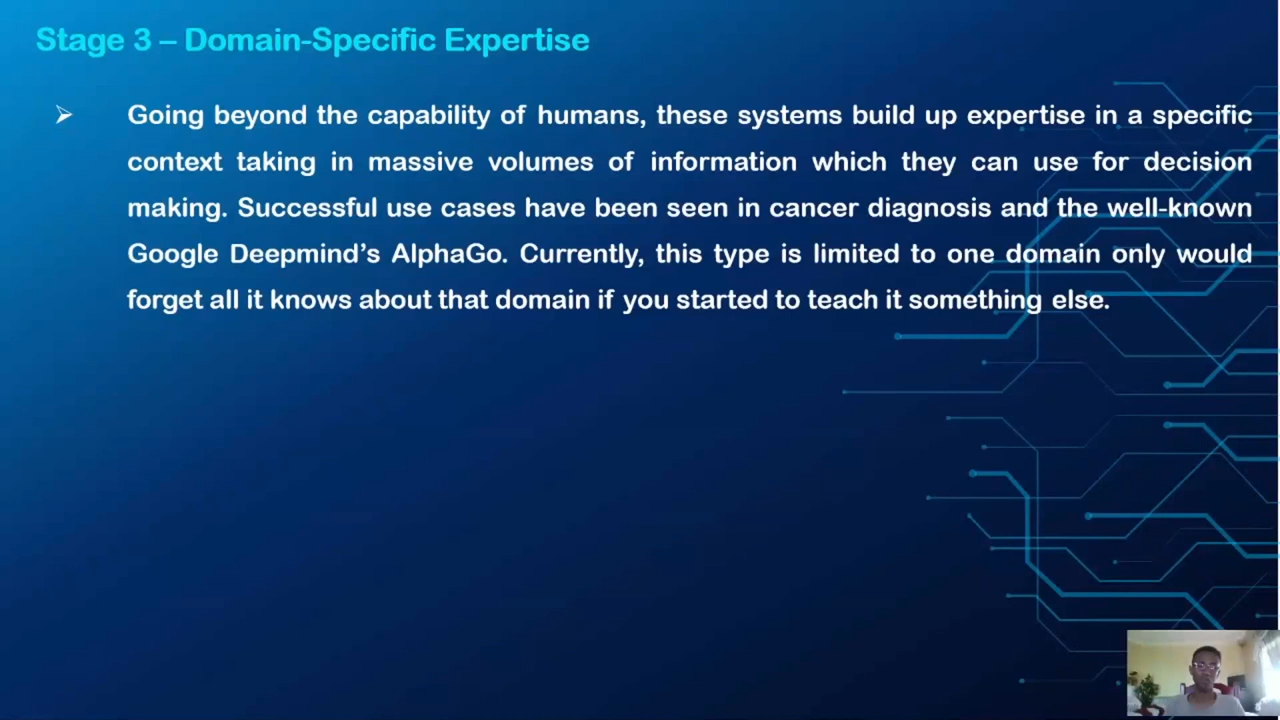 Stage 3 – Domain-Specific Expertise
Going beyond the capability of humans, these systems build up expertise in a specific
context taking in massive volumes of information which they can use for decision
making. Successful use cases have been seen in cancer diagnosis and the well-known
Google Deepmind’s AlphaGo. Currently, this type is limited to one domain only would
forget all it knows about that domain if you started to teach it something else.